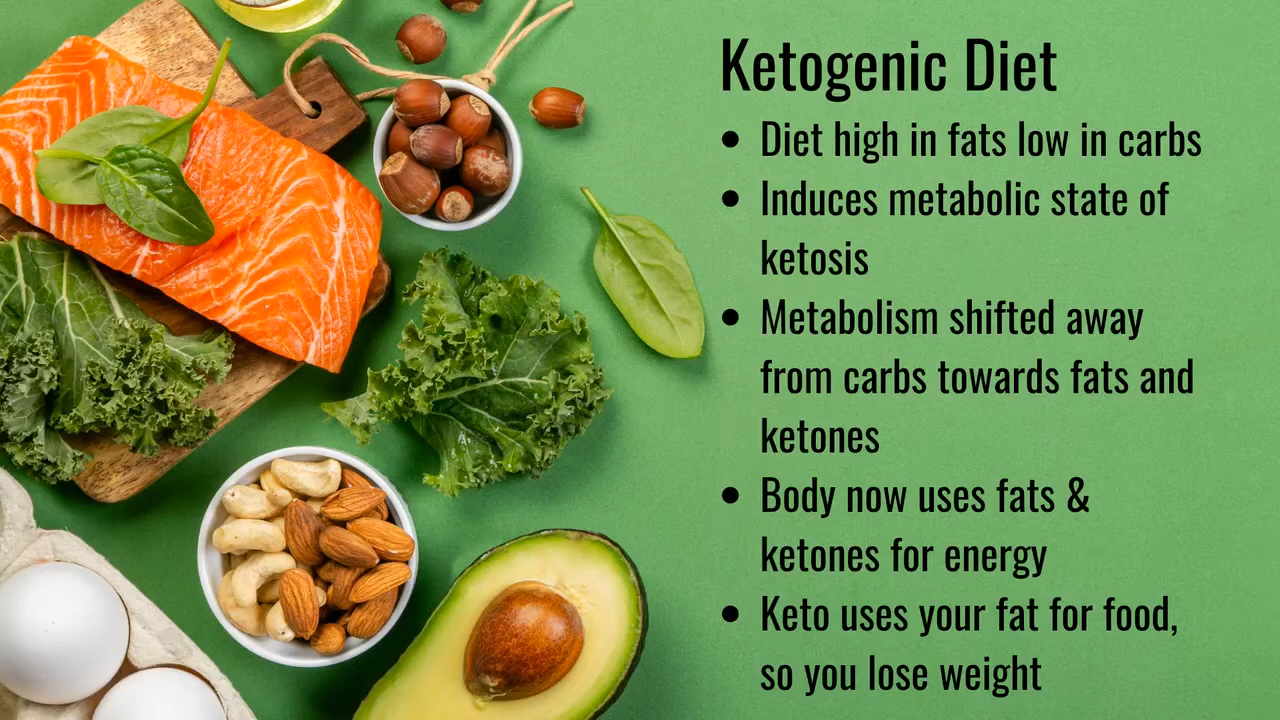 Ketogenic Diet
• Diet high in fats low in carbs
• Induces metabolic state of
ketosis
• Metabolism shifted away
from carbs towards fats and
ketones
• Body now uses fats &
ketones for energy
• Keto uses your fat for food,
so you lose weight